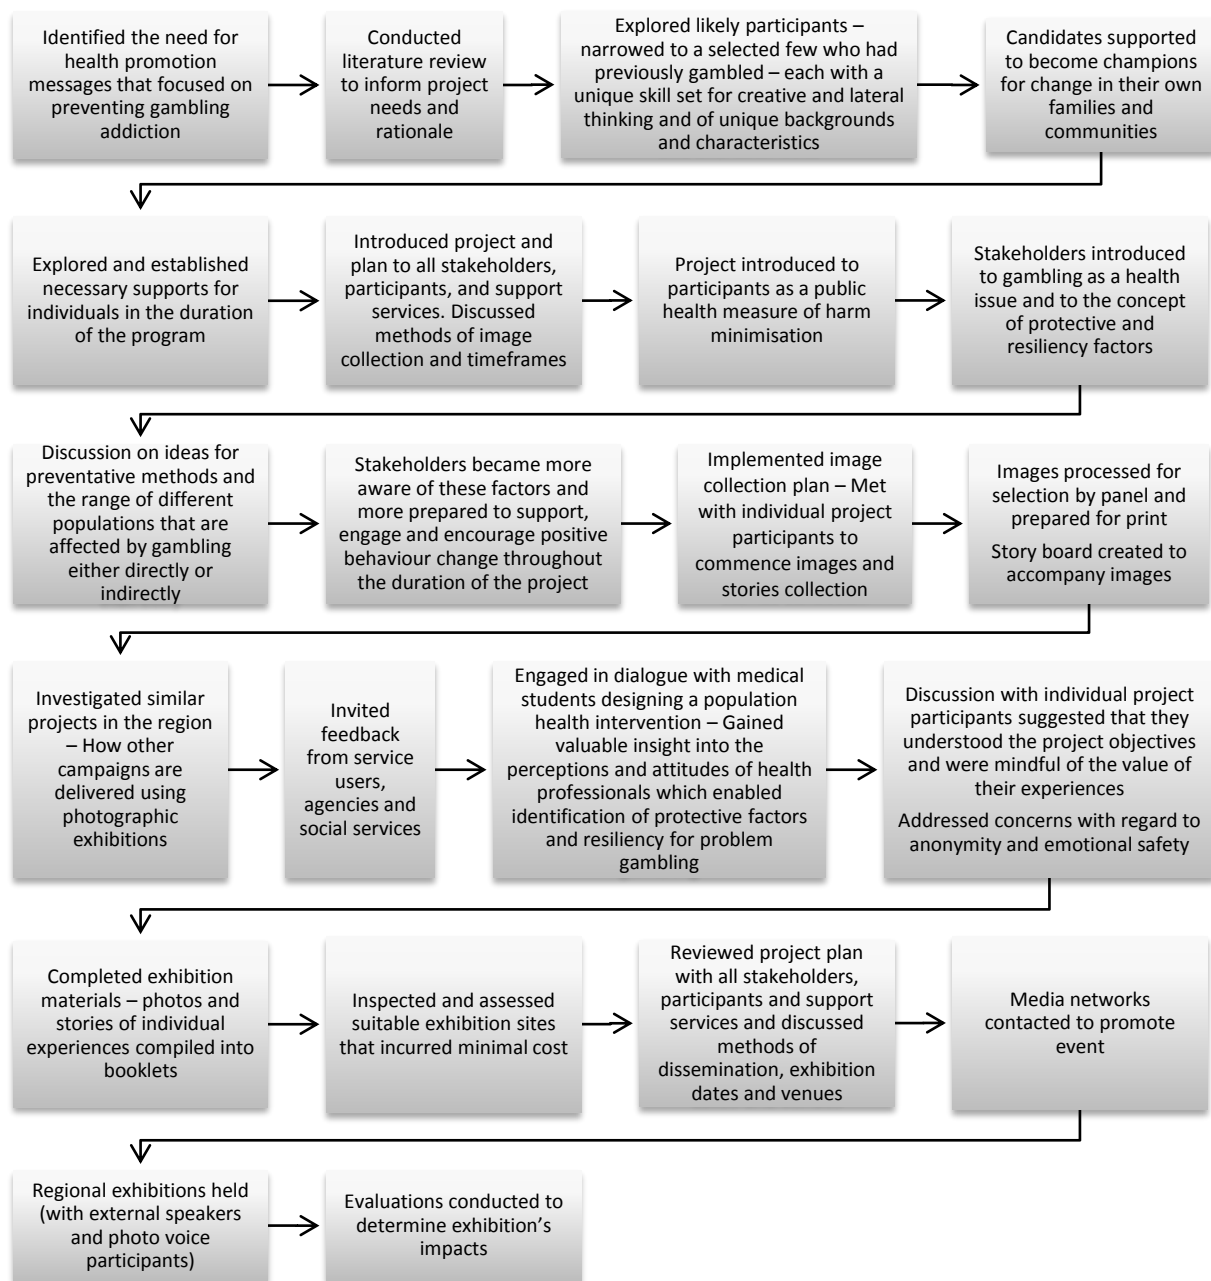 Identified the need for
health promotion
messages that focused on
preventing gambling
addiction
Conducted
literature review
to inform project
needs and
rationale
Explored likely participants –
narrowed to a selected few who had
previously gambled – each with a
unique skill set for creative and lateral
thinking and of unique backgrounds
and characteristics
Candidates supported
to become champions
for change in their own
families and
communities
Explored and established
necessary supports for
individuals in the duration
of the program
Introduced project and
plan to all stakeholders,
participants, and support
services. Discussed
methods of image
collection and timeframes
Project introduced to
participants as a public
health measure of harm
minimisation
Stakeholders introduced
to gambling as a health
issue and to the concept
of protective and
resiliency factors
Discussion on ideas for
preventative methods and
the range of different
populations that are
affected by gambling
either directly or
indirectly
Stakeholders became more
aware of these factors and
more prepared to support,
engage and encourage positive
behaviour change throughout
the duration of the project
Implemented image
collection plan – Met
with individual project
participants to
commence images and
stories collection
Images processed for
selection by panel and
prepared for print
Story board created to
accompany images
Investigated similar
projects in the region
– How other
campaigns are
delivered using
photographic
exhibitions
Invited
feedback
from service
users,
agencies and
social services
Engaged in dialogue with medical
students designing a population
health intervention – Gained
valuable insight into the
perceptions and attitudes of health
professionals which enabled
identification of protective factors
and resiliency for problem
gambling
Discussion with individual project
participants suggested that they
understood the project objectives
and were mindful of the value of
their experiences
Addressed concerns with regard to
anonymity and emotional safety
Completed exhibition
materials – photos and
stories of individual
experiences compiled into
booklets
Inspected and assessed
suitable exhibition sites
that incurred minimal cost
Reviewed project plan
with all stakeholders,
participants and support
services and discussed
methods of
dissemination, exhibition
dates and venues
Media networks
contacted to promote
event
Regional exhibitions held
(with external speakers
and photo voice
participants)
Evaluations conducted to
determine exhibition’s
impacts